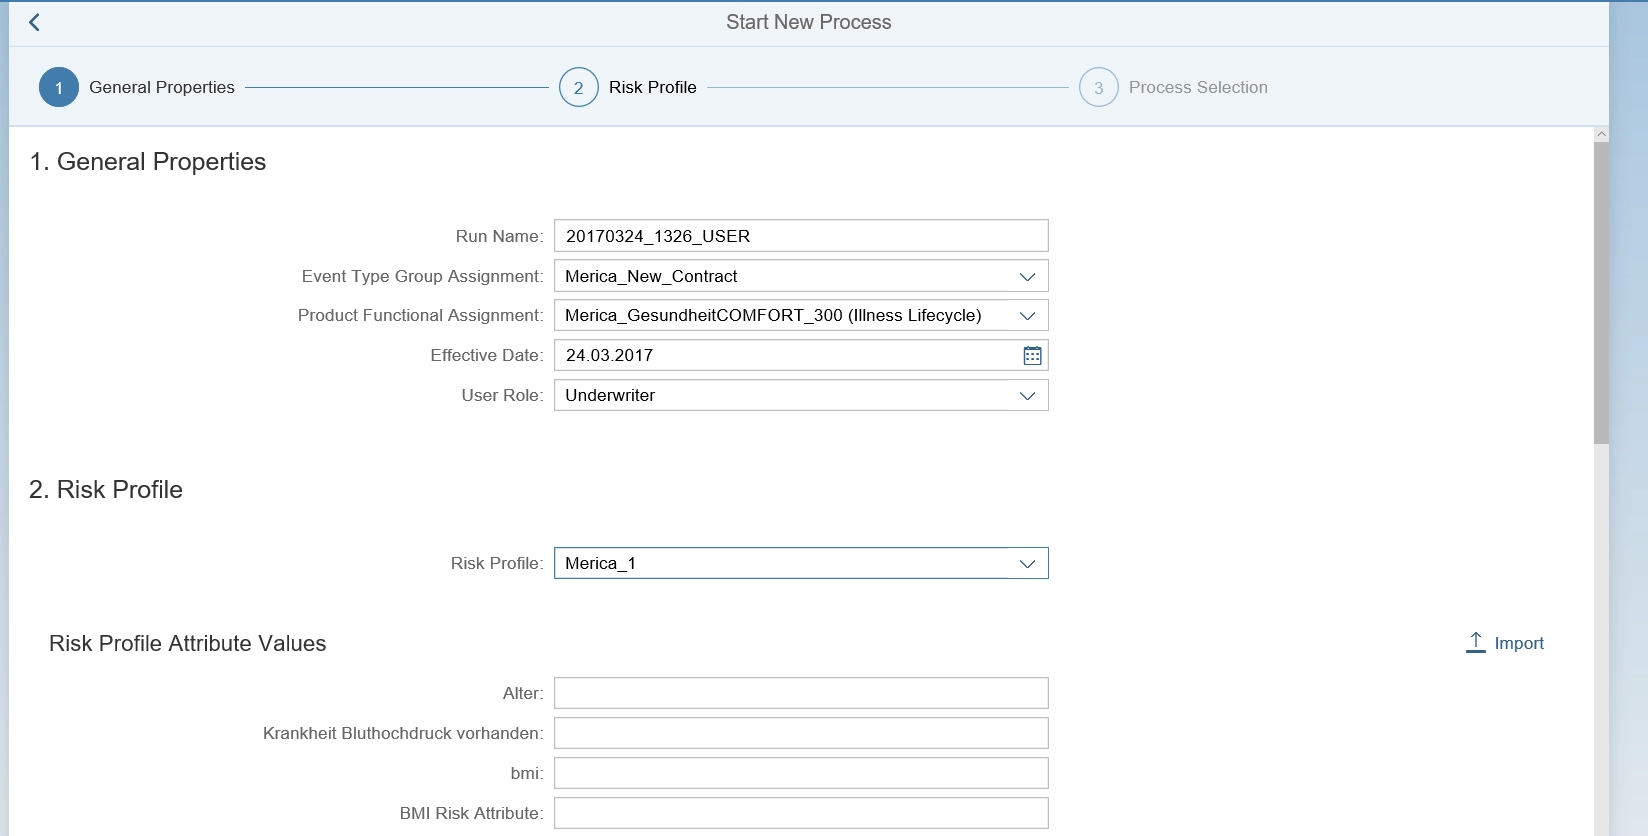 Start New Process
1 General Properties 2 Risk Profile 3 Process Selection
1. General Properties
Run Name: 20170324_1326_USER
Event Type Group Assignment: Merica_New_Contract
Product Functional Assignment: Merica_GesundheitCOMFORT_300 (Illness Lifecycle)
Effective Date: 24.03.2017
User Role: Underwriter
2. Risk Profile
Risk Profile: Merica_1
Risk Profile Attribute Values Import
Alter:
Krankheit Bluthochdruck vorhanden:
bmi:
BMI Risk Attribute: